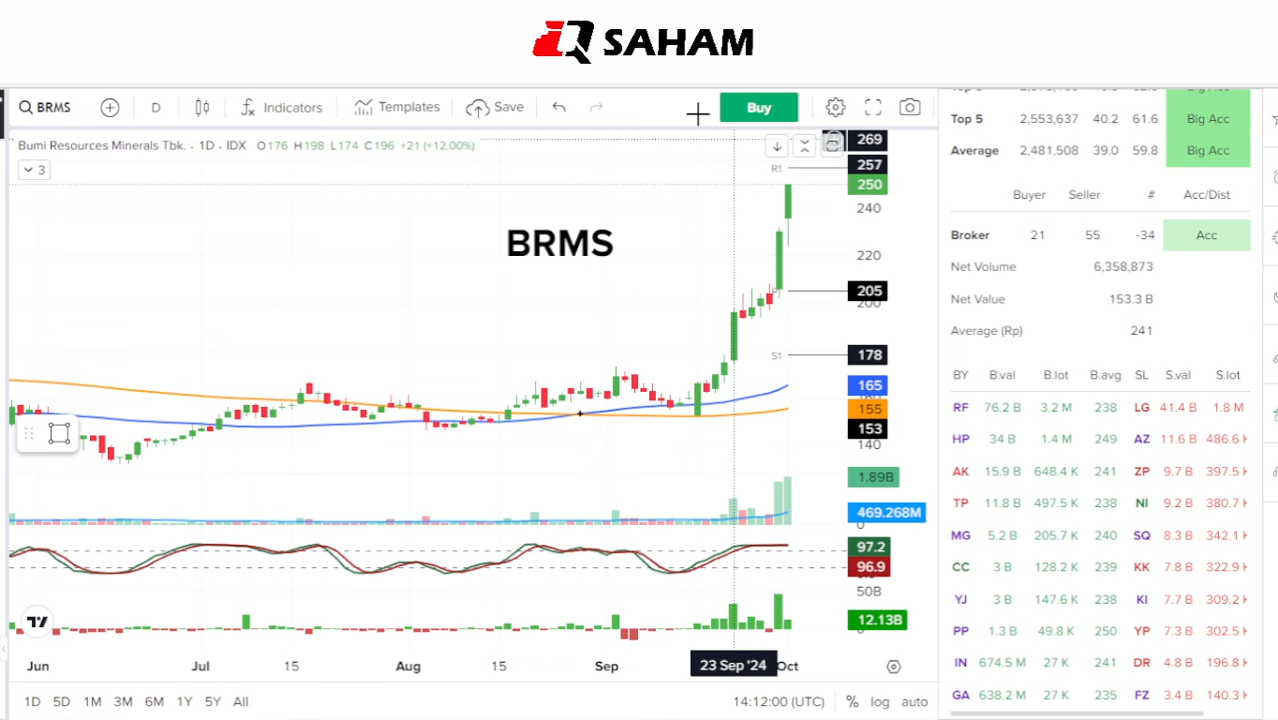 QSAHAM
BRMS
D
Indicators
Templates
Save
Buy
Bumi Resources Minerals Tbk. · 1D · IDX O176 H198 L174 C196 +21 (+12.00%)
3
BRMS
R1
P
S1
269
257
250
240
220
205
200
178
165
155
153
140
1.89B
469.268M
0
97.2
96.9
50B
12.13B
Jun
Jul
15
Aug
15
Sep
23 Sep '24
Oct
1D 5D 1M 3M 6M 1Y 5Y All
14:12:00 (UTC)
% log auto
Top 5 2,553,637 40.2 61.6 Big Acc
Average 2,481,508 39.0 59.8 Big Acc
Buyer Seller # Acc/Dist
Broker 21 55 -34 Acc
Net Volume 6,358,873
Net Value 153.3 B
Average (Rp) 241
BY B.val B.lot B.avg SL S.val S.lot
RF 76.2 B 3.2 M 238 LG 41.4 B 1.8 M
HP 34 B 1.4 M 249 AZ 11.6 B 486.6 K
AK 15.9 B 648.4 K 241 ZP 9.7 B 397.5 K
TP 11.8 B 497.5 K 238 NI 9.2 B 380.7 K
MG 5.2 B 205.7 K 240 SQ 8.3 B 342.1 K
CC 3 B 128.2 K 239 KK 7.8 B 322.9 K
YJ 3 B 147.6 K 238 KI 7.7 B 309.2 K
PP 1.3 B 49.8 K 250 YP 7.3 B 302.5 K
IN 674.5 M 27 K 241 DR 4.8 B 196.8 K
GA 638.2 M 27 K 235 FZ 3.4 B 140.3 K